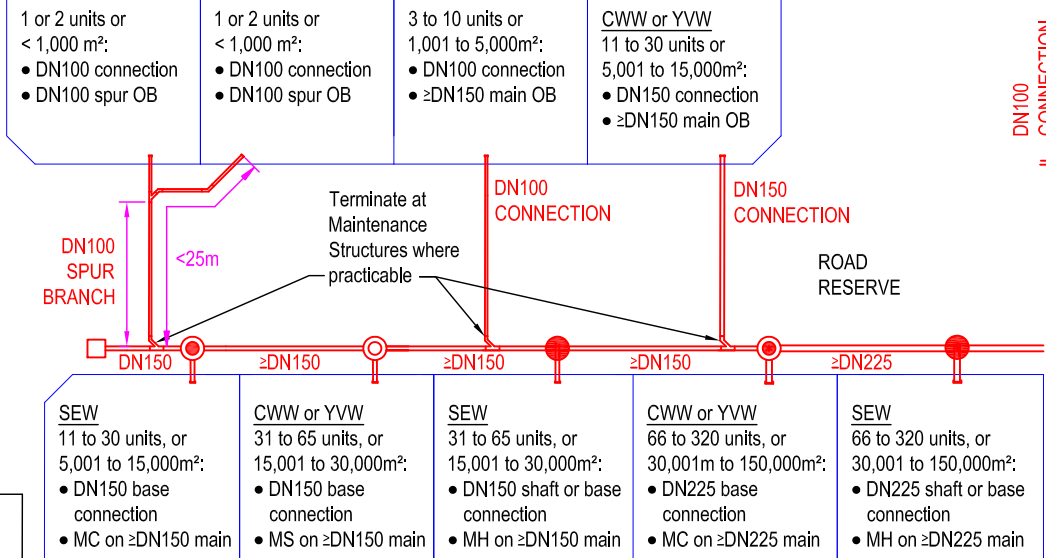 1 or 2 units or
< 1,000 m²:
• DN100 connection
• DN100 spur OB
1 or 2 units or
< 1,000 m²:
• DN100 connection
• DN100 spur OB
3 to 10 units or
1,001 to 5,000m²:
• DN100 connection
• ≥DN150 main OB
CWW or YVW
11 to 30 units or
5,001 to 15,000m²:
• DN150 connection
• ≥DN150 main OB
DN100
CONNECTION
DN100
SPUR
BRANCH
<25m
Terminate at
Maintenance
Structures where
practicable
DN100
CONNECTION
DN150
CONNECTION
ROAD
RESERVE
DN150
≥DN150
≥DN150
≥DN150
≥DN225
SEW
11 to 30 units, or
5,001 to 15,000m²:
• DN150 base
connection
• MC on ≥DN150 main
CWW or YVW
31 to 65 units, or
15,001 to 30,000m²:
• DN150 base
connection
• MS on ≥DN150 main
SEW
31 to 65 units, or
15,001 to 30,000m²:
• DN150 shaft or base
connection
• MH on ≥DN150 main
CWW or YVW
66 to 320 units, or
30,001m to 150,000m²:
• DN225 base
connection
• MC on ≥DN225 main
SEW
66 to 320 units, or
30,001 to 150,000m²:
• DN225 shaft or base
connection
• MH on ≥DN225 main